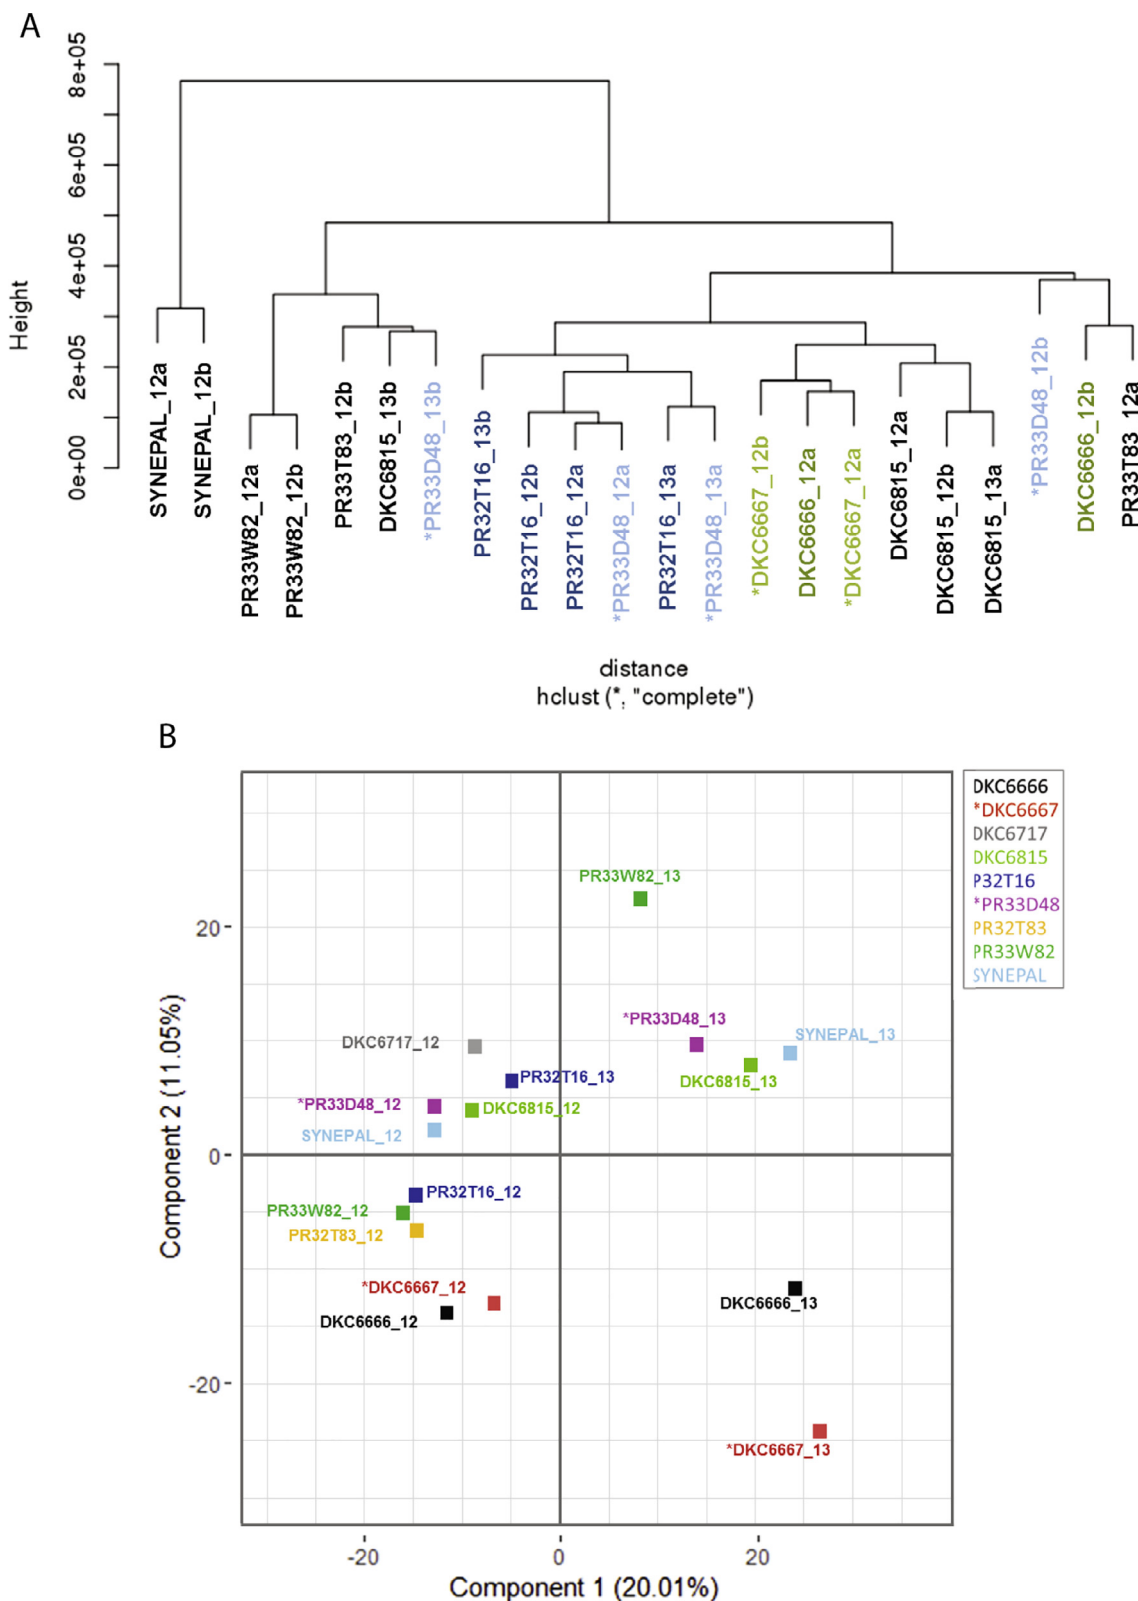 A
8e+05
6e+05
4e+05
2e+05
0e+00
Height
SYNEPAL_12a
SYNEPAL_12b
PR33W82_12a
PR33W82_12b
PR33T83_12b
DKC6815_13b
*PR33D48_13b
PR32T16_13b
PR32T16_12b
PR32T16_12a
*PR33D48_12a
PR32T16_13a
*PR33D48_13a
*DKC6667_12b
DKC6666_12a
*DKC6667_12a
DKC6815_12a
DKC6815_12b
DKC6815_13a
*PR33D48_12b
DKC6666_12b
PR33T83_12a
distance
hclust (*, "complete")
B
DKC6666
*DKC6667
DKC6717
DKC6815
P32T16
*PR33D48
PR32T83
PR33W82
SYNEPAL
PR33W82_13
20
*PR33D48_13
SYNEPAL_13
DKC6717_12
PR32T16_13
DKC6815_13
*PR33D48_12
DKC6815_12
SYNEPAL_12
0
PR32T16_12
PR33W82_12
PR32T83_12
*DKC6667_12
DKC6666_12
DKC6666_13
-20
*DKC6667_13
Component 2 (11.05%)
-20
0
20
Component 1 (20.01%)